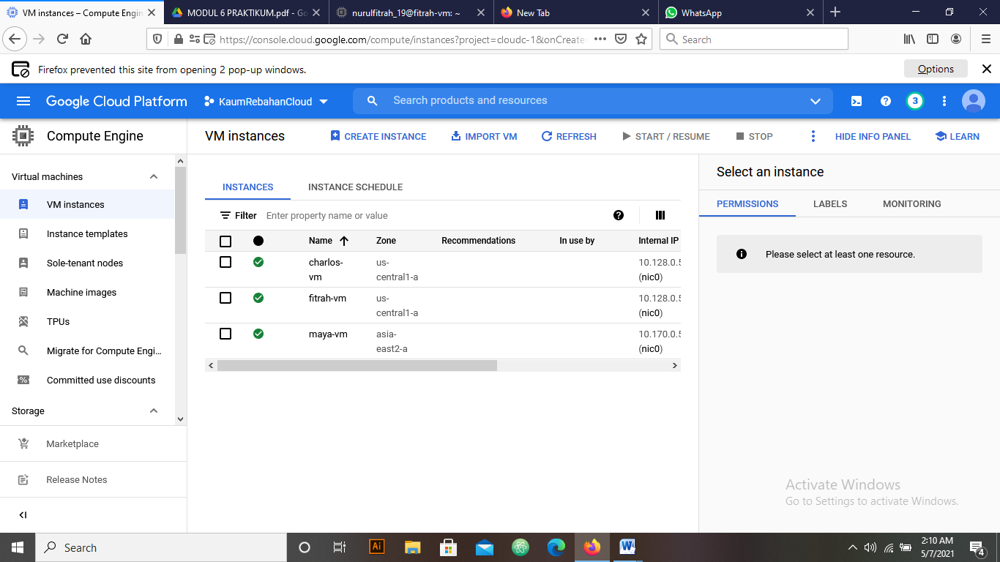 VM instances – Compute Engin
MODUL 6 PRAKTIKUM.pdf - Go
nurulfitrah_19@fitrah-vm: ~
New Tab
WhatsApp
https://console.cloud.google.com/compute/instances?project=cloudc-1&onCreate=
Search
Firefox prevented this site from opening 2 pop-up windows.
Options
Google Cloud Platform
KaumRebahanCloud
Search products and resources
3
Compute Engine
VM instances
CREATE INSTANCE
IMPORT VM
REFRESH
START / RESUME
STOP
HIDE INFO PANEL
LEARN
Virtual machines
VM instances
Instance templates
Sole-tenant nodes
Machine images
TPUs
Migrate for Compute Engi...
Committed use discounts
Storage
Marketplace
Release Notes
INSTANCES
INSTANCE SCHEDULE
Filter
Enter property name or value
Name
Zone
Recommendations
In use by
Internal IP
charlos-
vm
us-
central1-a
10.128.0.5
(nic0)
fitrah-vm
us-
central1-a
10.128.0.5
(nic0)
maya-vm
asia-
east2-a
10.170.0.5
(nic0)
Select an instance
PERMISSIONS
LABELS
MONITORING
Please select at least one resource.
Activate Windows
Go to Settings to activate Windows.
Search
Ai
2:10 AM
5/7/2021
4